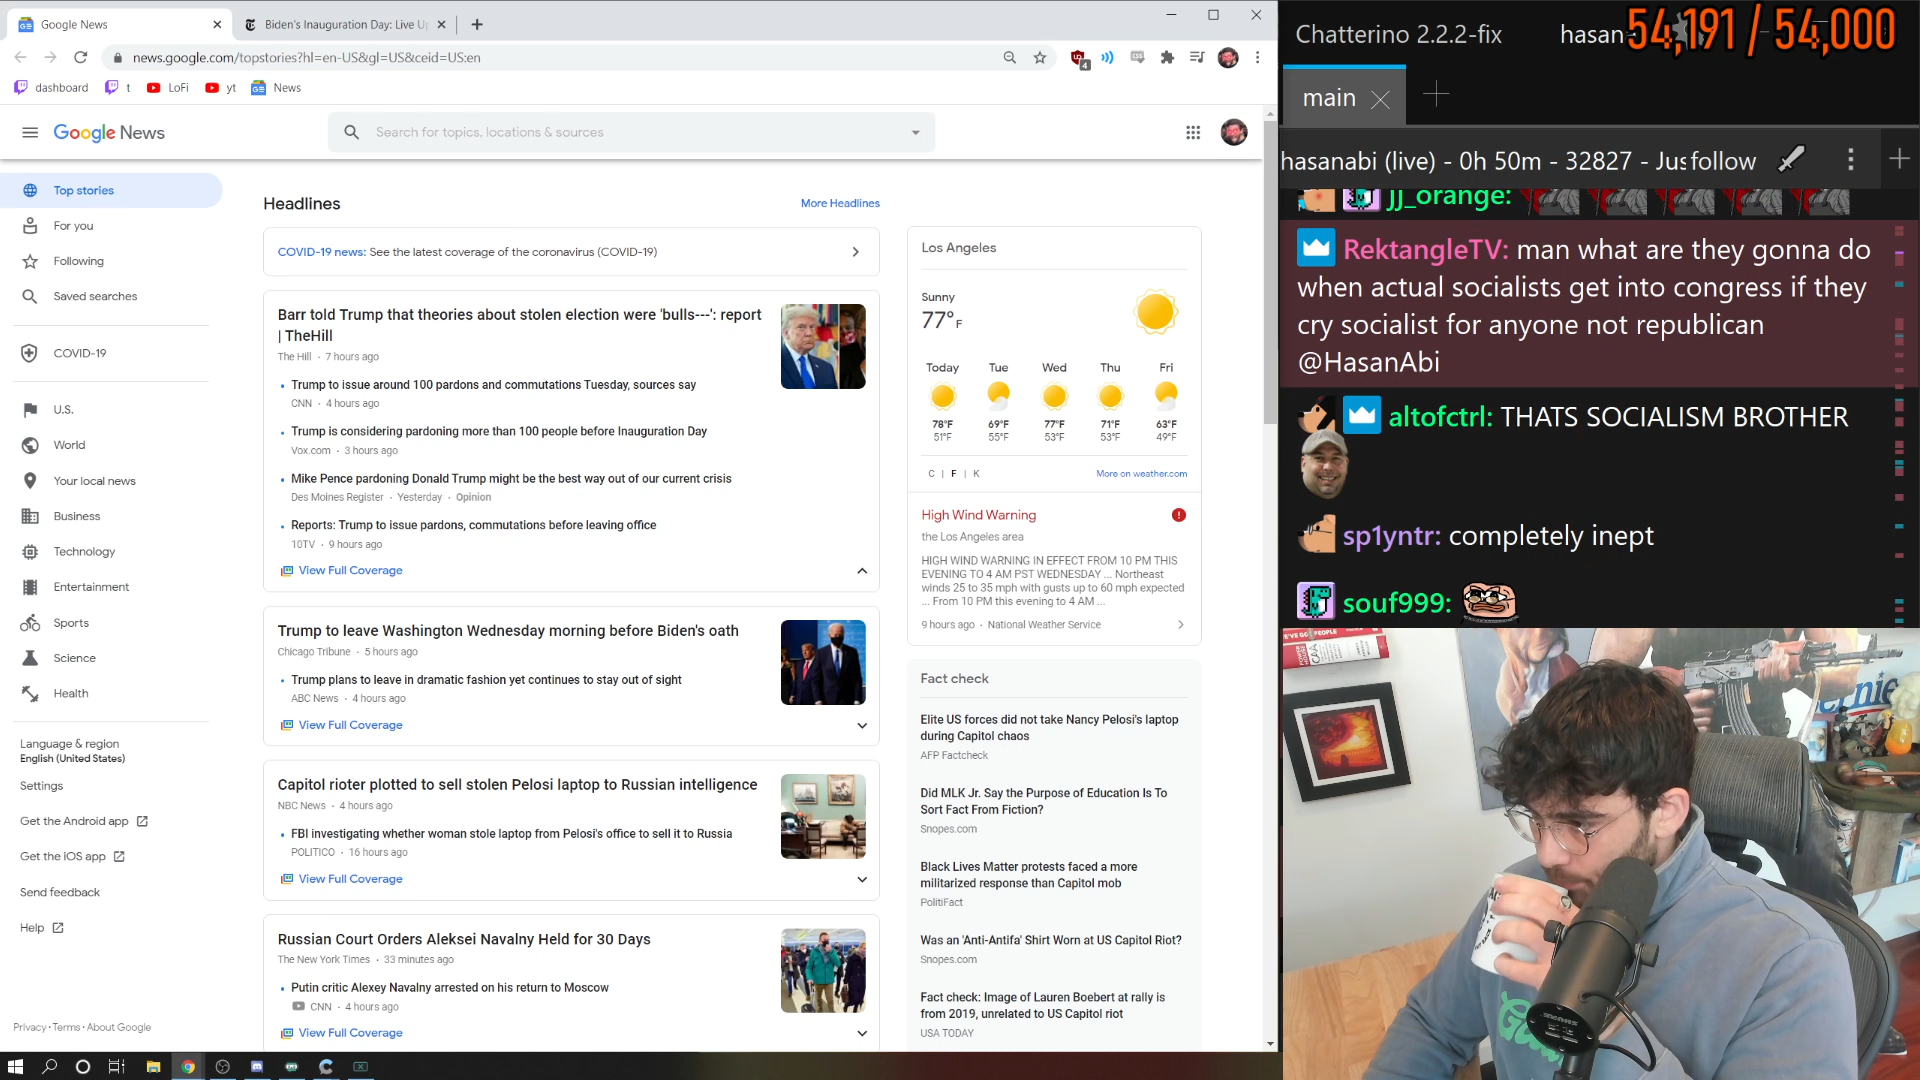 Google News
Biden's Inauguration Day: Live U
news.google.com/topstories?hl=en-US&gl=US&ceid=US:en
4
dashboard
t
LoFi
yt
News
Google News
Search for topics, locations & sources
Top stories
For you
Following
Saved searches
COVID-19
U.S.
World
Your local news
Business
Technology
Entertainment
Sports
Science
Health
Language & region
English (United States)
Settings
Get the Android app
Get the iOS app
Send feedback
Help
Privacy · Terms · About Google
Headlines
More Headlines
COVID-19 news: See the latest coverage of the coronavirus (COVID-19)
Barr told Trump that theories about stolen election were 'bulls---': report
| TheHill
The Hill · 7 hours ago
Trump to issue around 100 pardons and commutations Tuesday, sources say
CNN · 4 hours ago
Trump is considering pardoning more than 100 people before Inauguration Day
Vox.com · 3 hours ago
Mike Pence pardoning Donald Trump might be the best way out of our current crisis
Des Moines Register · Yesterday · Opinion
Reports: Trump to issue pardons, commutations before leaving office
10TV · 9 hours ago
View Full Coverage
Trump to leave Washington Wednesday morning before Biden's oath
Chicago Tribune · 5 hours ago
Trump plans to leave in dramatic fashion yet continues to stay out of sight
ABC News · 4 hours ago
View Full Coverage
Capitol rioter plotted to sell stolen Pelosi laptop to Russian intelligence
NBC News · 4 hours ago
FBI investigating whether woman stole laptop from Pelosi's office to sell it to Russia
POLITICO · 16 hours ago
View Full Coverage
Russian Court Orders Aleksei Navalny Held for 30 Days
The New York Times · 33 minutes ago
Putin critic Alexey Navalny arrested on his return to Moscow
CNN · 4 hours ago
View Full Coverage
Los Angeles
Sunny
77° F
Today Tue Wed Thu Fri
78°F 69°F 77°F 71°F 63°F
51°F 55°F 53°F 53°F 49°F
C | F | K
More on weather.com
High Wind Warning
the Los Angeles area
HIGH WIND WARNING IN EFFECT FROM 10 PM THIS
EVENING TO 4 AM PST WEDNESDAY ... Northeast
winds 25 to 35 mph with gusts up to 60 mph expected
... From 10 PM this evening to 4 AM ...
9 hours ago · National Weather Service
Fact check
Elite US forces did not take Nancy Pelosi's laptop
during Capitol chaos
AFP Factcheck
Did MLK Jr. Say the Purpose of Education Is To
Sort Fact From Fiction?
Snopes.com
Black Lives Matter protests faced a more
militarized response than Capitol mob
PolitiFact
Was an 'Anti-Antifa' Shirt Worn at US Capitol Riot?
Snopes.com
Fact check: Image of Lauren Boebert at rally is
from 2019, unrelated to US Capitol riot
USA TODAY
Chatterino 2.2.2-fix
hasan
54,191 / 54,000
main
hasanabi (live) - 0h 50m - 32827 - Jus
follow
jj_orange:
RektangleTV: man what are they gonna do
when actual socialists get into congress if they
cry socialist for anyone not republican
@HasanAbi
altofctrl: THATS SOCIALISM BROTHER
sp1yntr: completely inept
souf999: